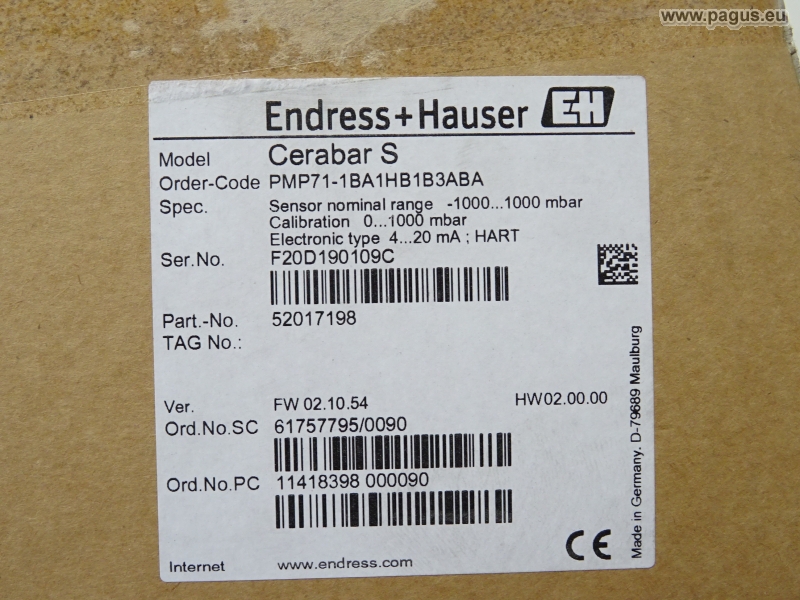 www.pagus.eu
Endress+Hauser EH
Model Cerabar S
Order-Code PMP71-1BA1HB1B3ABA
Spec. Sensor nominal range -1000...1000 mbar
Calibration 0...1000 mbar
Electronic type 4...20 mA ; HART
Ser.No. F20D190109C
Part.-No. 52017198
TAG No.:
Ver. FW 02.10.54 HW02.00.00
Ord.No.SC 61757795/0090
Ord.No.PC 11418398 000090
Internet www.endress.com
CE
Made in Germany. D-79689 Maulburg